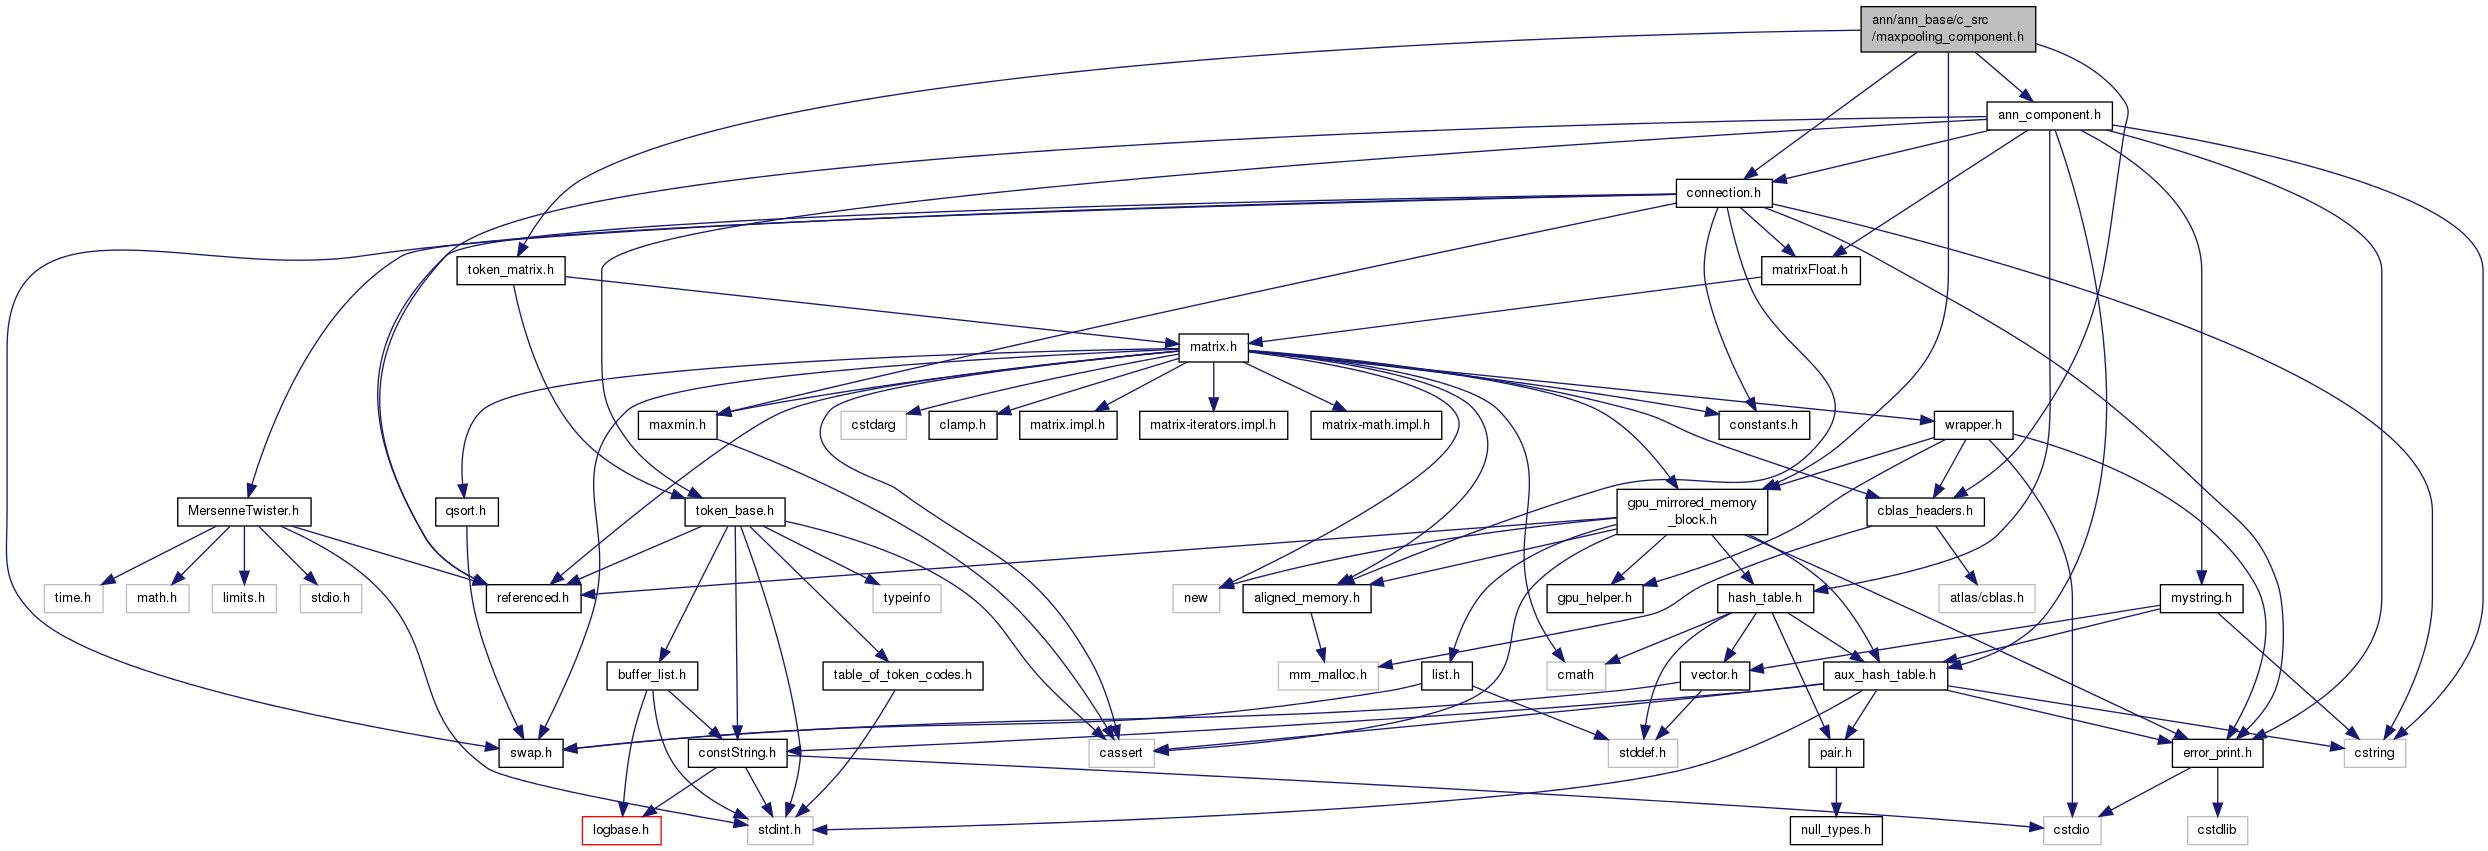 ann/ann_base/c_src
/maxpooling_component.h
ann_component.h
connection.h
token_matrix.h
matrixFloat.h
matrix.h
maxmin.h
cstdarg
clamp.h
matrix.impl.h
matrix-iterators.impl.h
matrix-math.impl.h
constants.h
wrapper.h
MersenneTwister.h
qsort.h
token_base.h
gpu_mirrored_memory
_block.h
cblas_headers.h
time.h
math.h
limits.h
stdio.h
referenced.h
typeinfo
new
aligned_memory.h
gpu_helper.h
hash_table.h
atlas/cblas.h
mystring.h
buffer_list.h
table_of_token_codes.h
mm_malloc.h
list.h
cmath
vector.h
aux_hash_table.h
swap.h
constString.h
cassert
stddef.h
pair.h
error_print.h
cstring
logbase.h
stdint.h
null_types.h
cstdio
cstdlib